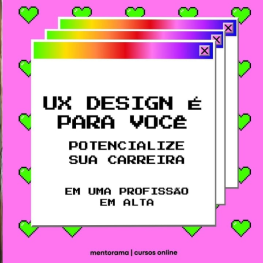 UX DESIGN É
PARA VOCÊ
POTENCIALIZE
SUA CARREIRA
EM UMA PROFISSÃO
EM ALTA
mentorama | cursos online